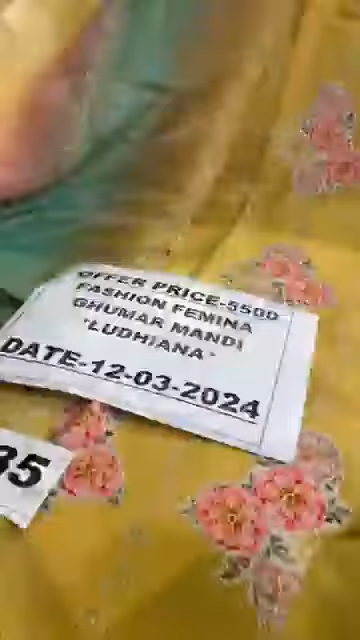 OFFER PRICE-5500
FASHION FEMINA
GHUMAR MANDI
"LUDHIANA"
DATE-12-03-2024
35